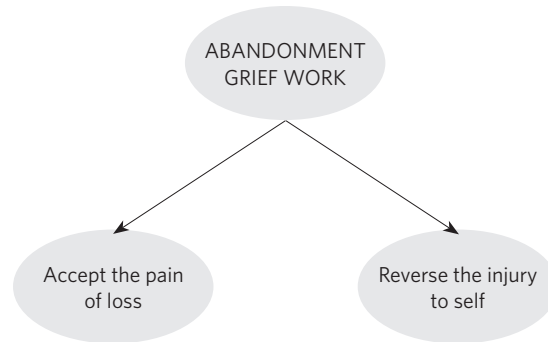 ABANDONMENT
GRIEF WORK
Accept the pain
of loss
Reverse the injury
to self